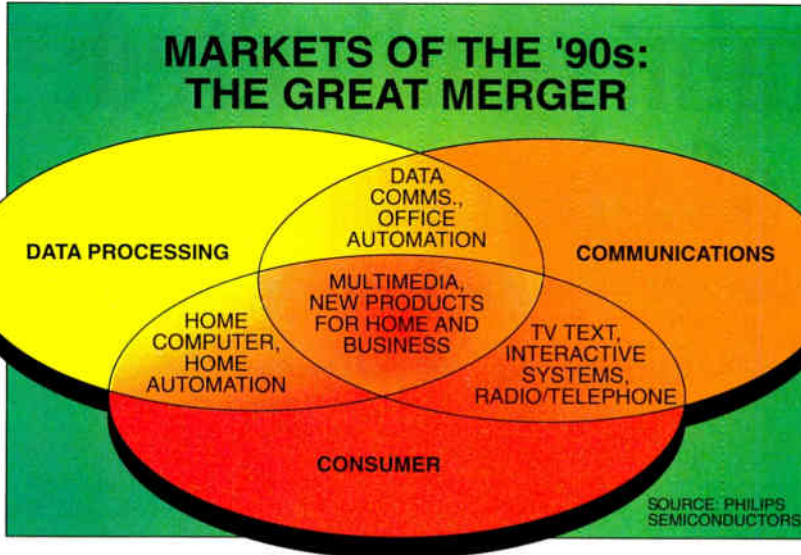 MARKETS OF THE '90s:
THE GREAT MERGER
DATA
COMMS.,
OFFICE
AUTOMATION
DATA PROCESSING
COMMUNICATIONS
MULTIMEDIA,
NEW PRODUCTS
FOR HOME AND
BUSINESS
HOME
COMPUTER,
HOME
AUTOMATION
TV TEXT,
INTERACTIVE
SYSTEMS,
RADIO/TELEPHONE
CONSUMER
SOURCE: PHILIPS
SEMICONDUCTORS